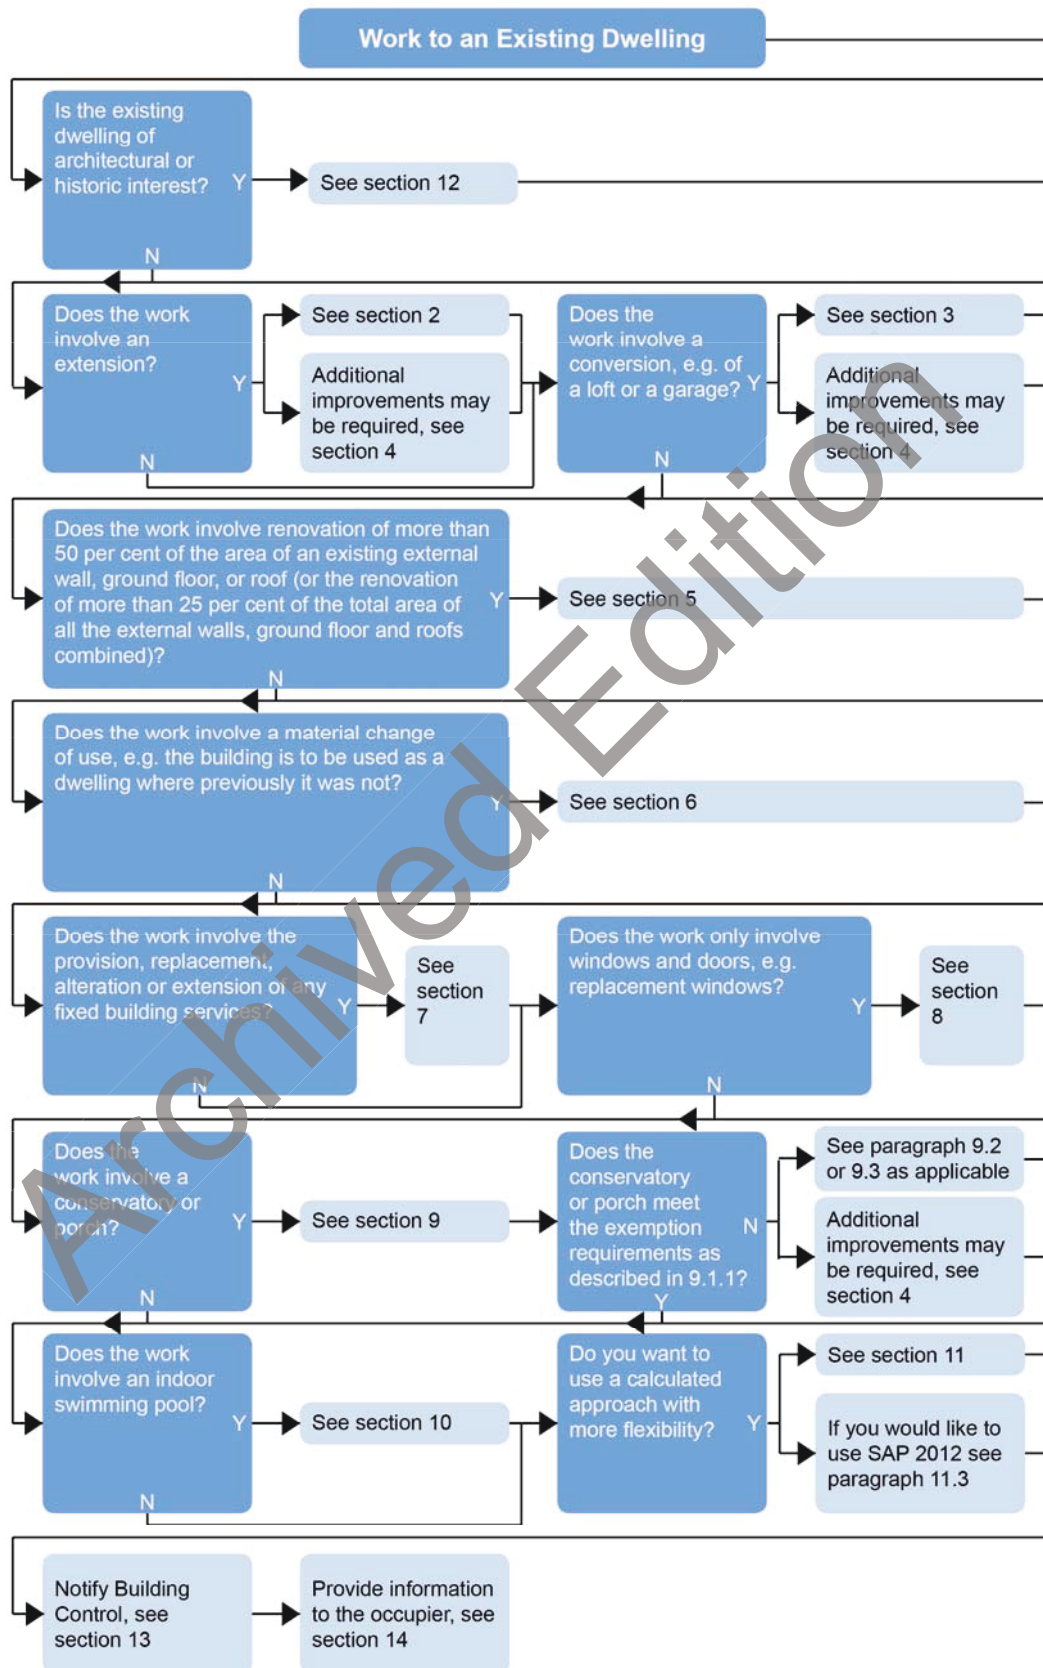 Work to an Existing Dwelling
Is the existing
dwelling of
architectural or
historic interest?
Y
N
See section 12
Does the work
involve an
extension?
Y
N
See section 2
Additional
improvements may
be required, see
section 4
Does the
work involve a
conversion, e.g. of
a loft or a garage?
Y
N
See section 3
Additional
improvements may
be required, see
section 4
Does the work involve renovation of more than
50 per cent of the area of an existing external
wall, ground floor, or roof (or the renovation
of more than 25 per cent of the total area of
all the external walls, ground floor and roofs
combined)?
Y
N
See section 5
Does the work involve a material change
of use, e.g. the building is to be used as a
dwelling where previously it was not?
Y
N
See section 6
Does the work involve the
provision, replacement,
alteration or extension of any
fixed building services?
Y
N
See
section
7
Does the work only involve
windows and doors, e.g.
replacement windows?
Y
N
See
section
8
Does the
work involve a
conservatory or
porch?
Y
N
See section 9
Does the
conservatory
or porch meet
the exemption
requirements as
described in 9.1.1?
N
Y
See paragraph 9.2
or 9.3 as applicable
Additional
improvements may
be required, see
section 4
Does the work
involve an indoor
swimming pool?
Y
N
See section 10
Do you want to
use a calculated
approach with
more flexibility?
Y
See section 11
If you would like to
use SAP 2012 see
paragraph 11.3
Notify Building
Control, see
section 13
Provide information
to the occupier, see
section 14
Archived Edition